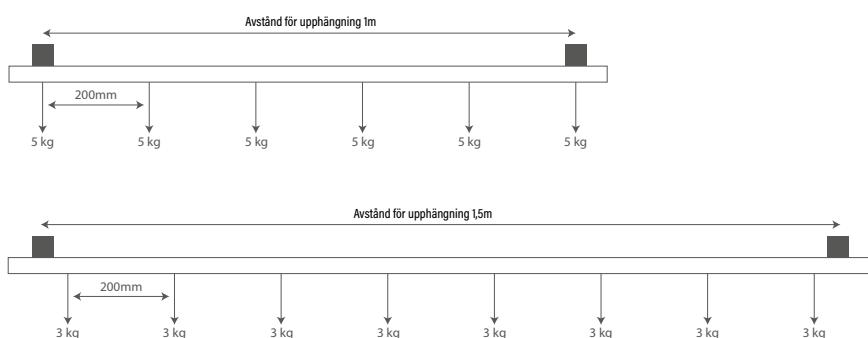 Avstånd för upphängning 1m
200mm
5 kg 5 kg 5 kg 5 kg 5 kg 5 kg
Avstånd för upphängning 1,5m
200mm
3 kg 3 kg 3 kg 3 kg 3 kg 3 kg 3 kg 3 kg